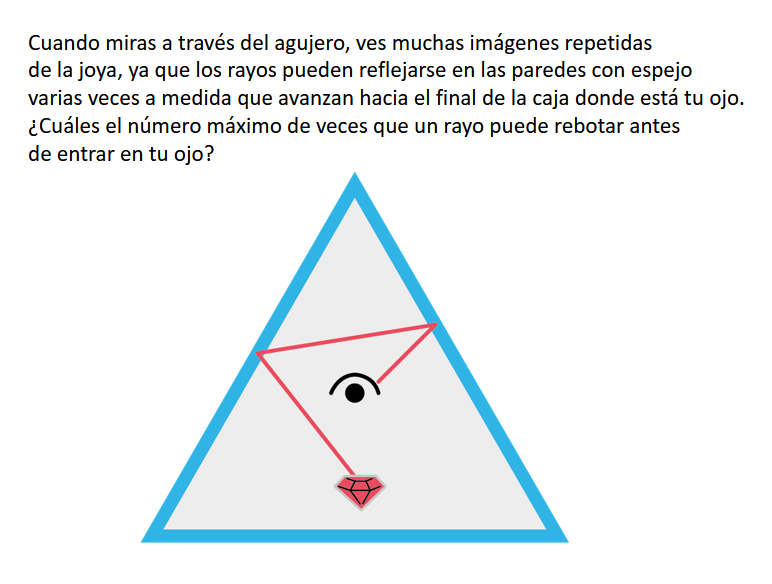 Cuando miras a través del agujero, ves muchas imágenes repetidas
de la joya, ya que los rayos pueden reflejarse en las paredes con espejo
varias veces a medida que avanzan hacia el final de la caja donde está tu ojo.
¿Cuáles el número máximo de veces que un rayo puede rebotar antes
de entrar en tu ojo?